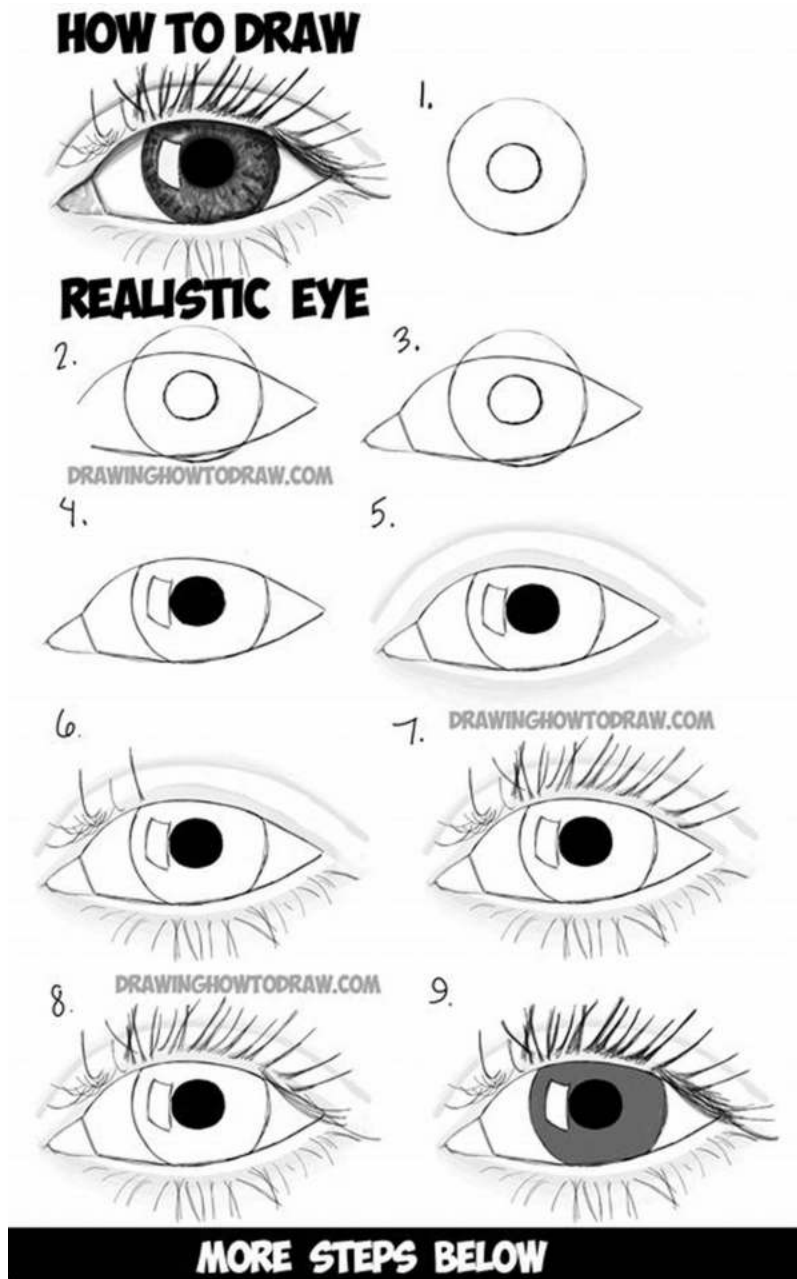 HOW TO DRAW
1.
REALISTIC EYE
2.
3.
DRAWINGHOWTODRAW.COM
4.
5.
6.
7.
DRAWINGHOWTODRAW.COM
8.
DRAWINGHOWTODRAW.COM
9.
MORE STEPS BELOW